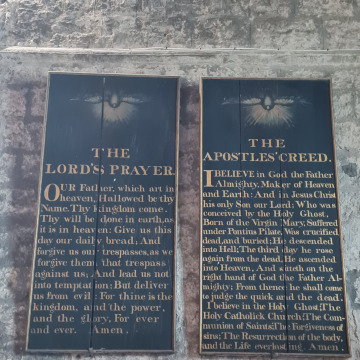 THE
LORD'S PRAYER.
OUR Father, which art in
heaven, Hallowed be thy
Name. Thy kingdom come.
Thy will be done in earth, as
it is in heaven: Give us this
day our daily bread; And
forgive us our trespasses, as we
forgive them that trespass
against us; And lead us not
into temptation: But deliver
us from evil: For thine is the
kingdom, and the power,
and the glory, For ever
and ever. Amen.
THE
APOSTLES' CREED.
I BELIEVE in God the Father
Almighty, Maker of Heaven
and Earth: And in Jesus Christ
his only Son our Lord: Who was
conceived by the Holy Ghost,
Born of the Virgin Mary, Suffered
under Pontius Pilate, Was crucified
dead, and buried; He descended
into Hell; The third day he rose
again from the dead, He ascended
into Heaven, And sitteth on the
right hand of God the Father Al-
mighty; From thence he shall come
to judge the quick and the dead.
I believe in the Holy Ghost; The
Holy Catholick Church; The Com-
munion of Saints; The Forgiveness of
sins; The Resurrection of the body,
and the Life everlasting. Amen.